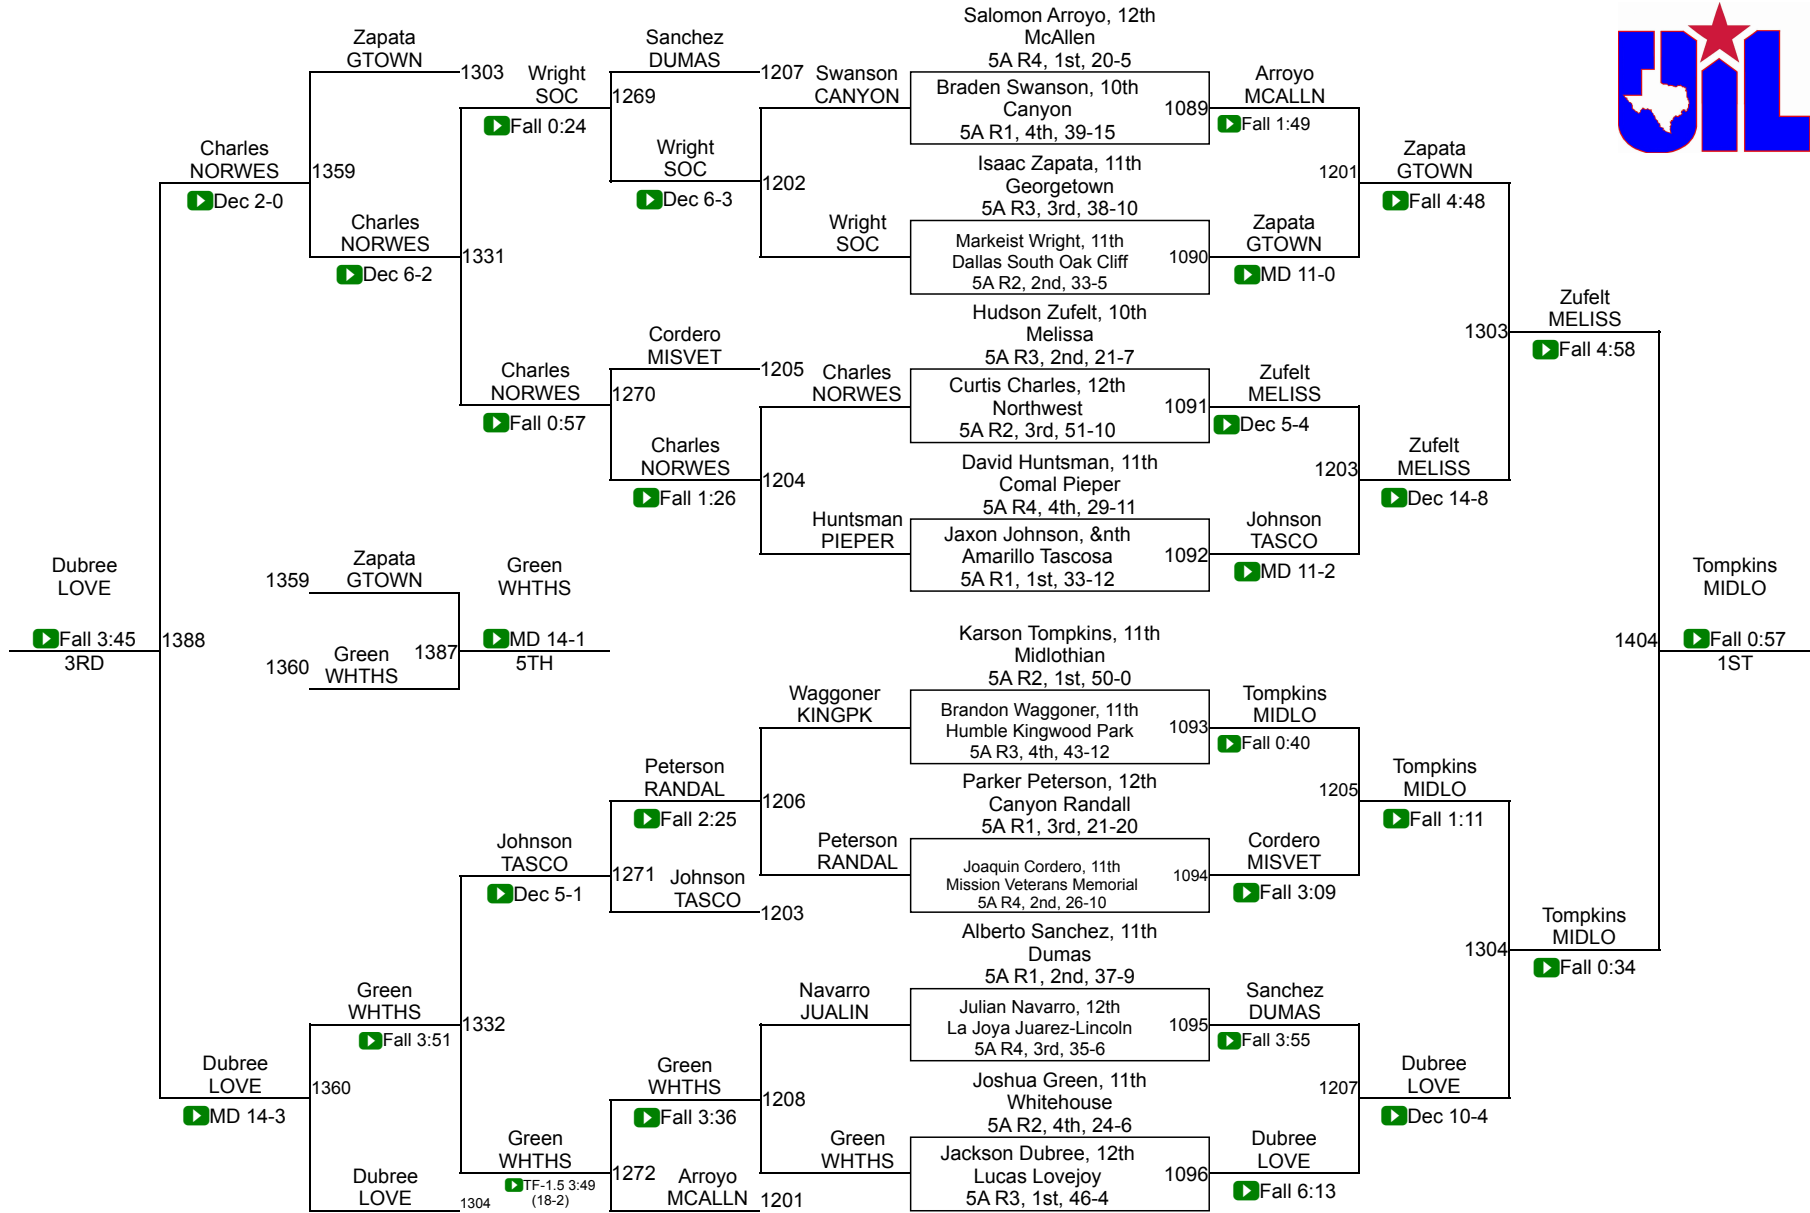 UIL
Zapata
GTOWN
1303
Wright
SOC
Fall 0:24
Sanchez
DUMAS
1207
1269
Wright
SOC
Dec 6-3
Swanson
CANYON
1202
Wright
SOC
Charles
NORWES
Dec 2-0
1359
Charles
NORWES
Dec 6-2
1331
Charles
NORWES
Fall 0:57
Cordero
MISVET
1205
1270
Charles
NORWES
Fall 1:26
Charles
NORWES
1204
Huntsman
PIEPER
Salomon Arroyo, 12th
McAllen
5A R4, 1st, 20-5
Braden Swanson, 10th
Canyon
5A R1, 4th, 39-15
1089
Arroyo
MCALLN
Fall 1:49
Isaac Zapata, 11th
Georgetown
5A R3, 3rd, 38-10
Markeist Wright, 11th
Dallas South Oak Cliff
5A R2, 2nd, 33-5
1090
Zapata
GTOWN
MD 11-0
1201
Zapata
GTOWN
Fall 4:48
Hudson Zufelt, 10th
Melissa
5A R3, 2nd, 21-7
Curtis Charles, 12th
Northwest
5A R2, 3rd, 51-10
1091
Zufelt
MELISS
Dec 5-4
David Huntsman, 11th
Comal Pieper
5A R4, 4th, 29-11
Jaxon Johnson, &nth
Amarillo Tascosa
5A R1, 1st, 33-12
1092
Johnson
TASCO
MD 11-2
1203
Zufelt
MELISS
Dec 14-8
1303
Zufelt
MELISS
Fall 4:58
Dubree
LOVE
Fall 3:45
3RD
1388
1359
Zapata
GTOWN
1360
Green
WHTHS
1387
Green
WHTHS
MD 14-1
5TH
1404
Tompkins
MIDLO
Fall 0:57
1ST
Karson Tompkins, 11th
Midlothian
5A R2, 1st, 50-0
Waggoner
KINGPK
Brandon Waggoner, 11th
Humble Kingwood Park
5A R3, 4th, 43-12
1093
Tompkins
MIDLO
Fall 0:40
Peterson
RANDAL
Fall 2:25
1206
Peterson
RANDAL
Parker Peterson, 12th
Canyon Randall
5A R1, 3rd, 21-20
Joaquin Cordero, 11th
Mission Veterans Memorial
5A R4, 2nd, 26-10
1094
Cordero
MISVET
Fall 3:09
1205
Tompkins
MIDLO
Fall 1:11
Johnson
TASCO
Dec 5-1
1271
Johnson
TASCO
1203
Alberto Sanchez, 11th
Dumas
5A R1, 2nd, 37-9
Navarro
JUALIN
Julian Navarro, 12th
La Joya Juarez-Lincoln
5A R4, 3rd, 35-6
1095
Sanchez
DUMAS
Fall 3:55
1304
Tompkins
MIDLO
Fall 0:34
Green
WHTHS
Fall 3:51
1332
Green
WHTHS
Fall 3:36
1208
Green
WHTHS
Joshua Green, 11th
Whitehouse
5A R2, 4th, 24-6
Jackson Dubree, 12th
Lucas Lovejoy
5A R3, 1st, 46-4
1096
Dubree
LOVE
Fall 6:13
1207
Dubree
LOVE
Dec 10-4
Dubree
LOVE
MD 14-3
1360
Dubree
LOVE
1304
Green
WHTHS
TF-1.5 3:49
(18-2)
1272
Arroyo
MCALLN
1201